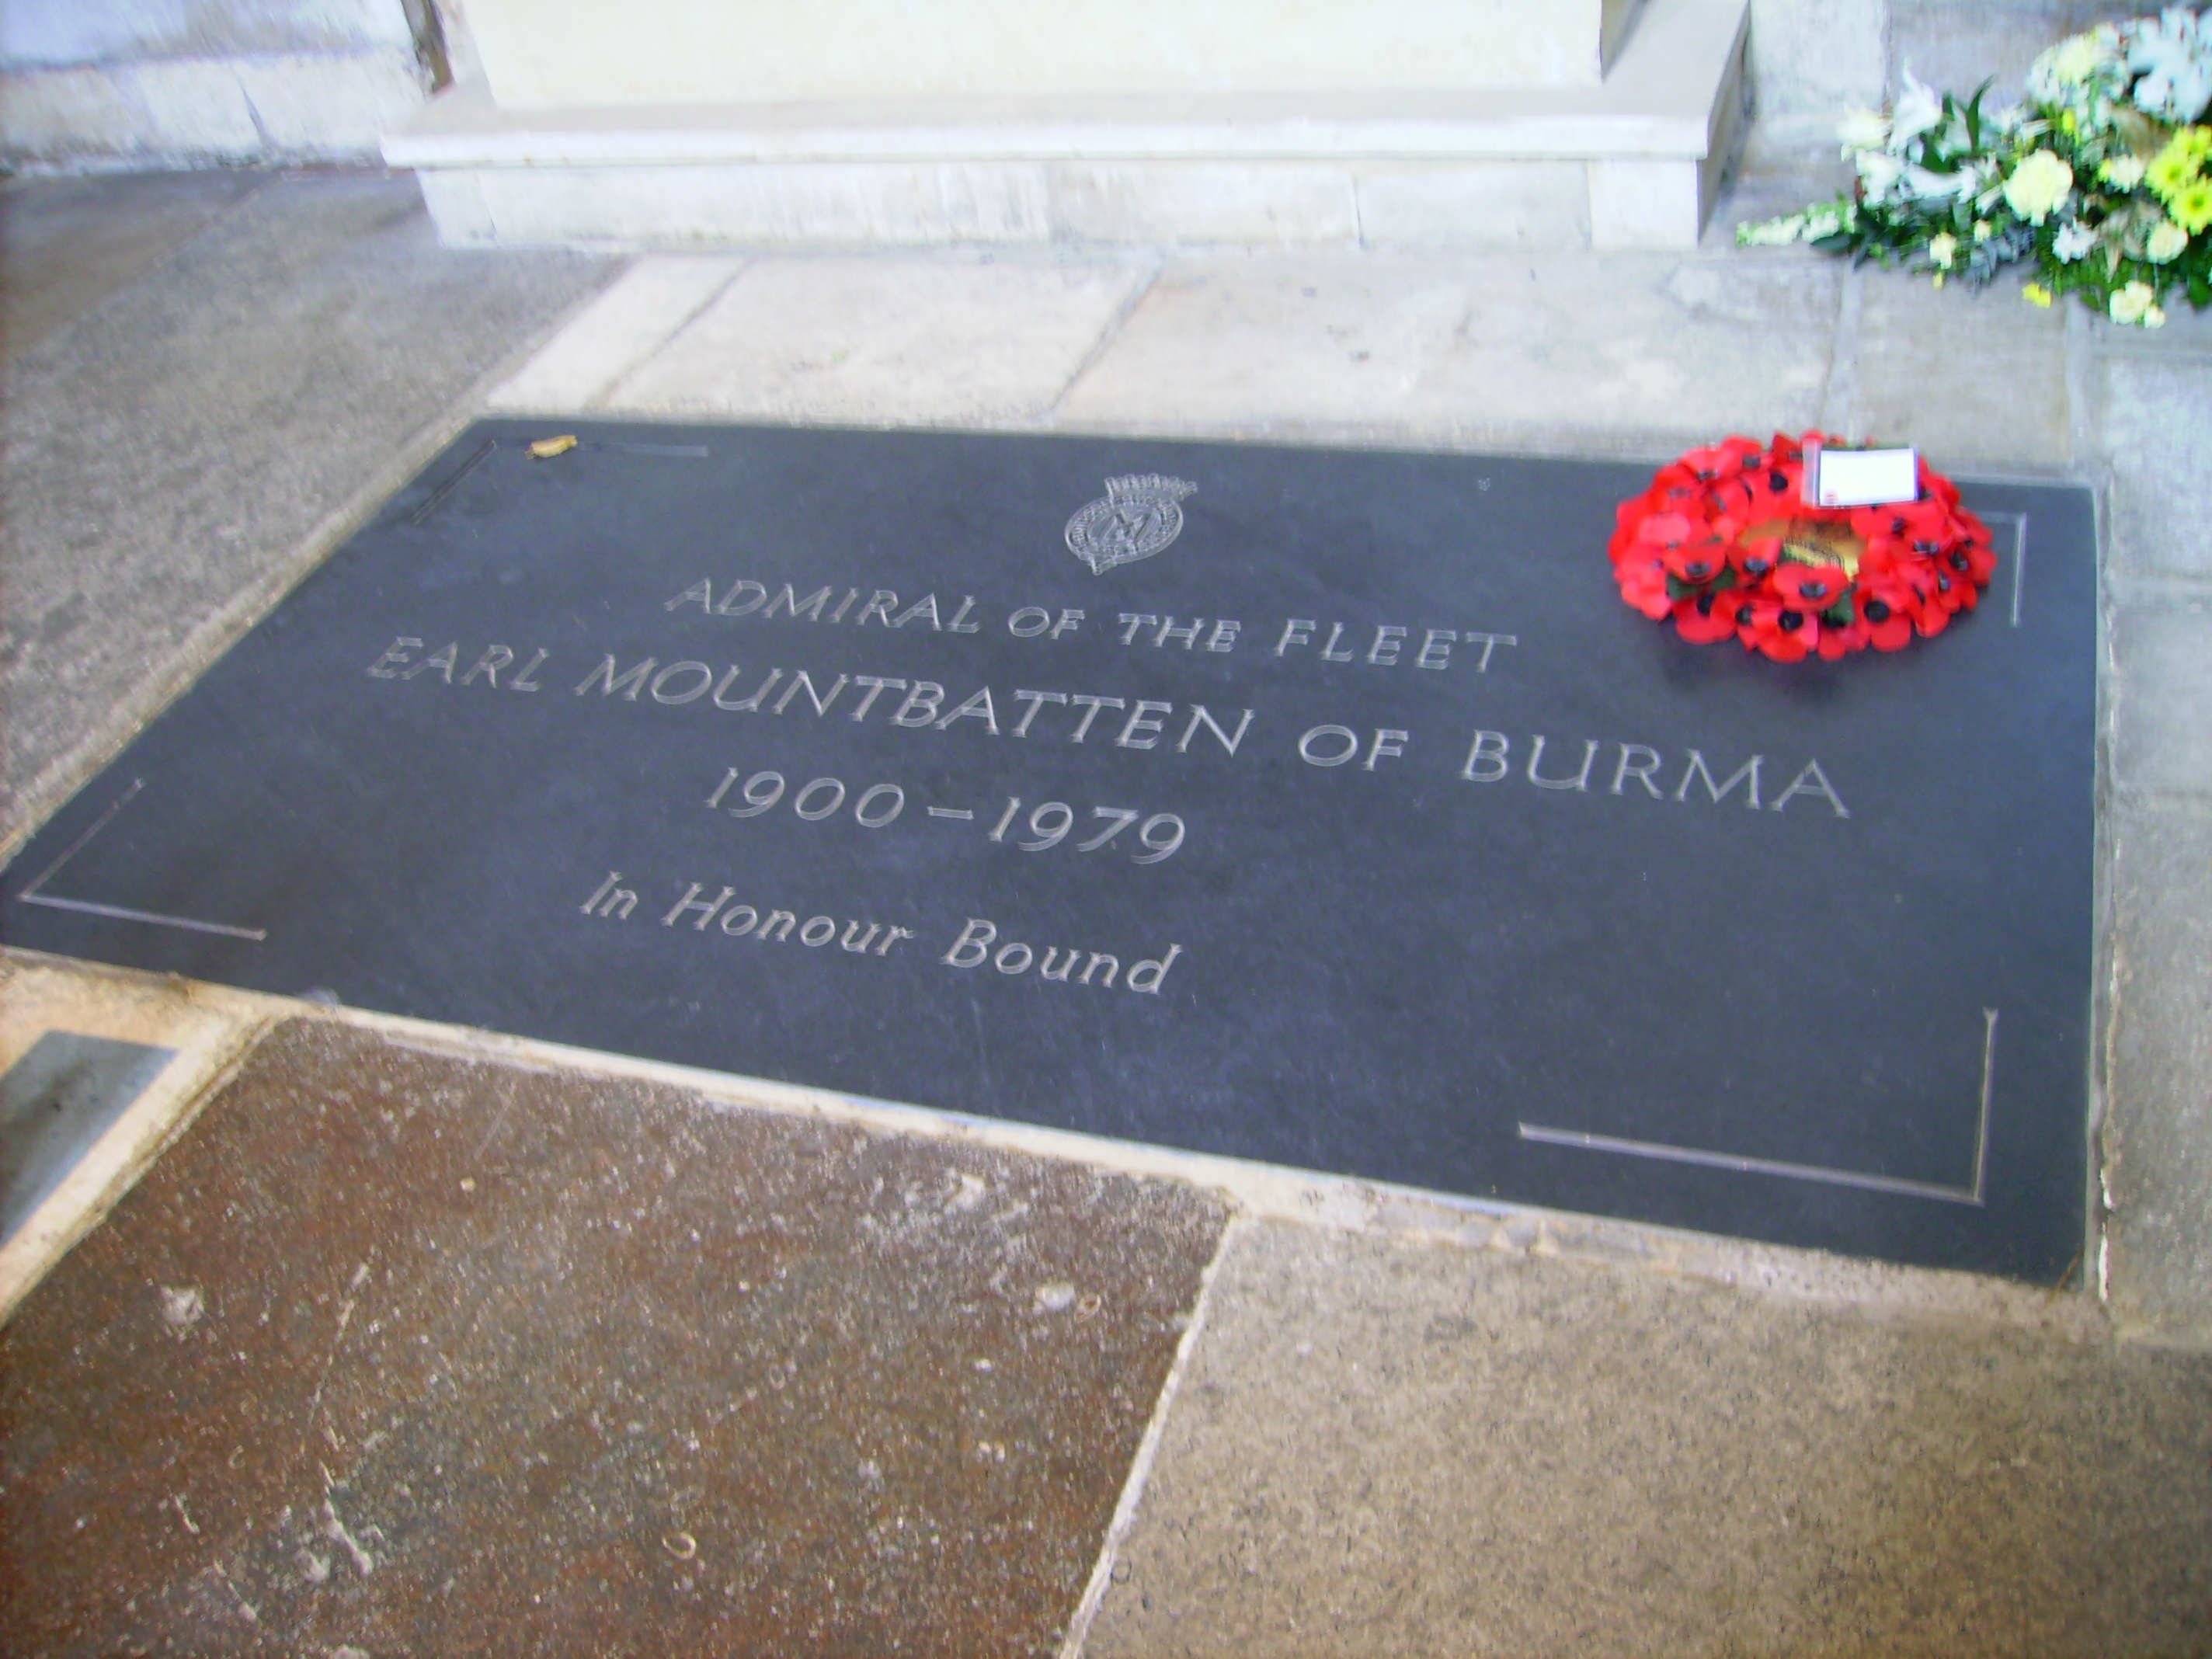 ADMIRAL OF THE FLEET
EARL MOUNTBATTEN OF BURMA
1900 – 1979
In Honour Bound